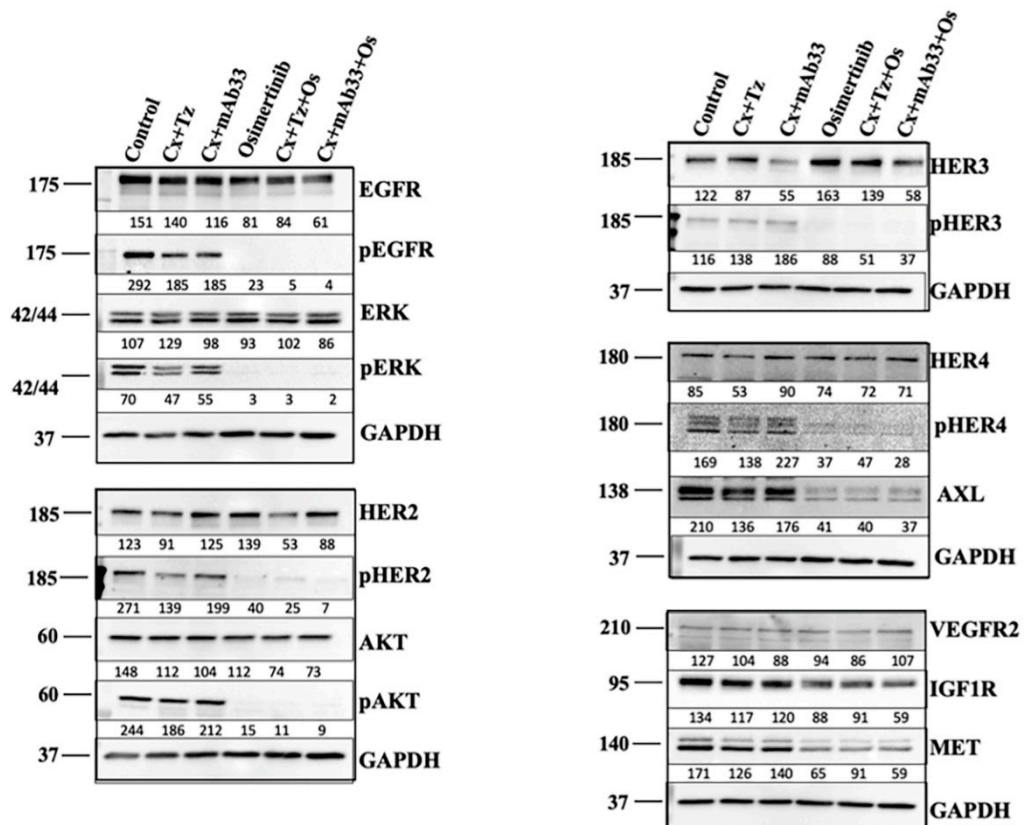 Control Cx+Tz Cx+mAb33 Osimertinib Cx+Tz+Os Cx+mAb33+Os
175 EGFR
151 140 116 81 84 61
175 pEGFR
292 185 185 23 5 4
42/44 ERK
107 129 98 93 102 86
42/44 pERK
70 47 55 3 3 2
37 GAPDH
185 HER2
123 91 125 139 53 88
185 pHER2
271 139 199 40 25 7
60 AKT
148 112 104 112 74 73
60 pAKT
244 186 212 15 11 9
37 GAPDH
Control Cx+Tz Cx+mAb33 Osimertinib Cx+Tz+Os Cx+mAb33+Os
185 HER3
122 87 55 163 139 58
185 pHER3
116 138 186 88 51 37
37 GAPDH
180 HER4
85 53 90 74 72 71
180 pHER4
169 138 227 37 47 28
138 AXL
210 136 176 41 40 37
37 GAPDH
210 VEGFR2
127 104 88 94 86 107
95 IGF1R
134 117 120 88 91 59
140 MET
171 126 140 65 91 59
37 GAPDH